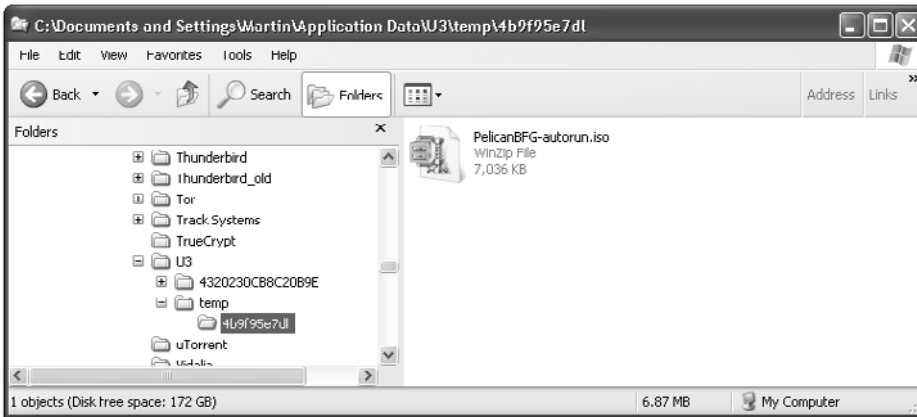 C:\Documents and Settings\Martin\Application Data\U3\temp\4b9f95e7dl
File Edit View Favorites Tools Help
Back Search Folders Address Links »
Folders ×
Thunderbird
Thunderbird_old
Tor
Track Systems
TrueCrypt
U3
4320230CB8C20B9E
temp
4b9f95e7dl
uTorrent
Vidalia
PelicanBFG-autorun.iso
WinZip File
7,036 KB
1 objects (Disk free space: 172 GB) 6.87 MB My Computer